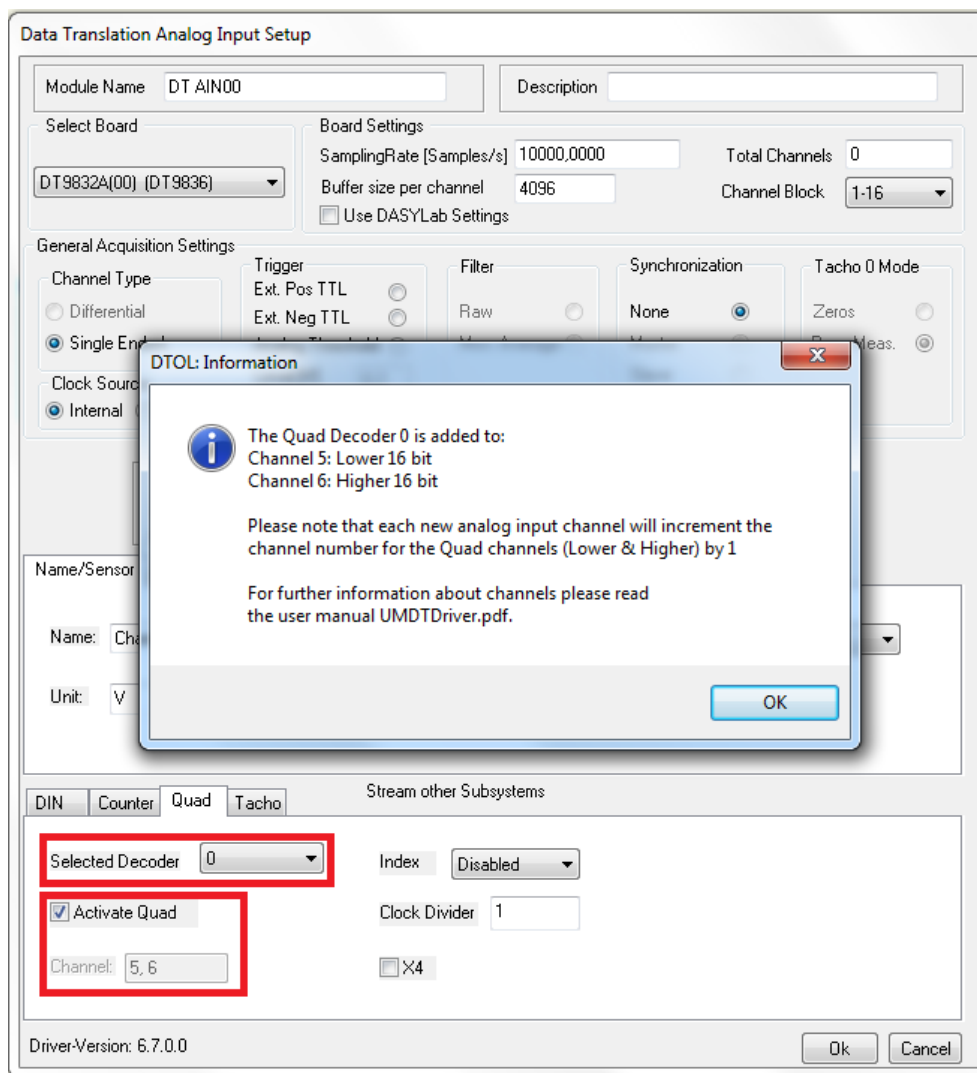 Data Translation Analog Input Setup
Module Name DT AIN00 Description
Select Board
DT9832A(00) (DT9836)
Board Settings
SamplingRate [Samples/s] 10000,0000 Total Channels 0
Buffer size per channel 4096 Channel Block 1-16
Use DASYLab Settings
General Acquisition Settings
Channel Type Trigger Filter Synchronization Tacho 0 Mode
Differential Ext. Pos TTL Raw None Zeros
Single Ext. Neg TTL Meas.
Clock
Internal
DTOL: Information
The Quad Decoder 0 is added to:
Channel 5: Lower 16 bit
Channel 6: Higher 16 bit
Please note that each new analog input channel will increment the
channel number for the Quad channels (Lower & Higher) by 1
For further information about channels please read
the user manual UMDTDriver.pdf.
OK
Name/Sensor
Name:
Unit: V
DIN Counter Quad Tacho Stream other Subsystems
Selected Decoder 0 Index Disabled
Activate Quad Clock Divider 1
Channel: 5, 6 X4
Driver-Version: 6.7.0.0 Ok Cancel